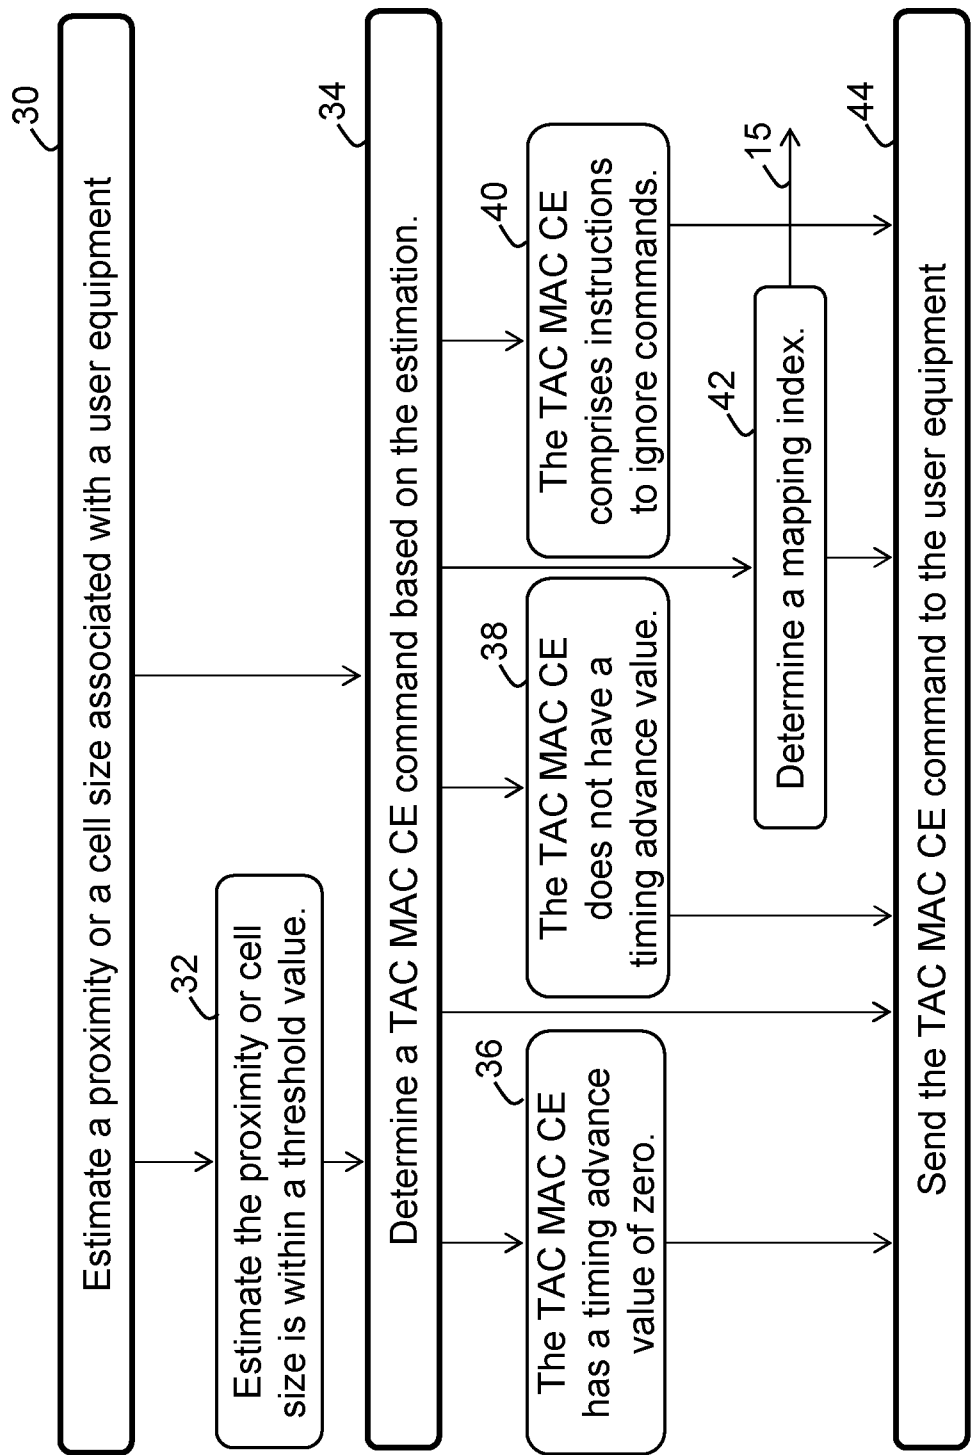 30
Estimate a proximity or a cell size associated with a user equipment
32
Estimate the proximity or cell
size is within a threshold value.
34
Determine a TAC MAC CE command based on the estimation.
36
The TAC MAC CE
has a timing advance
value of zero.
38
The TAC MAC CE
does not have a
timing advance value.
40
The TAC MAC CE
comprises instructions
to ignore commands.
42
Determine a mapping index.
15
44
Send the TAC MAC CE command to the user equipment